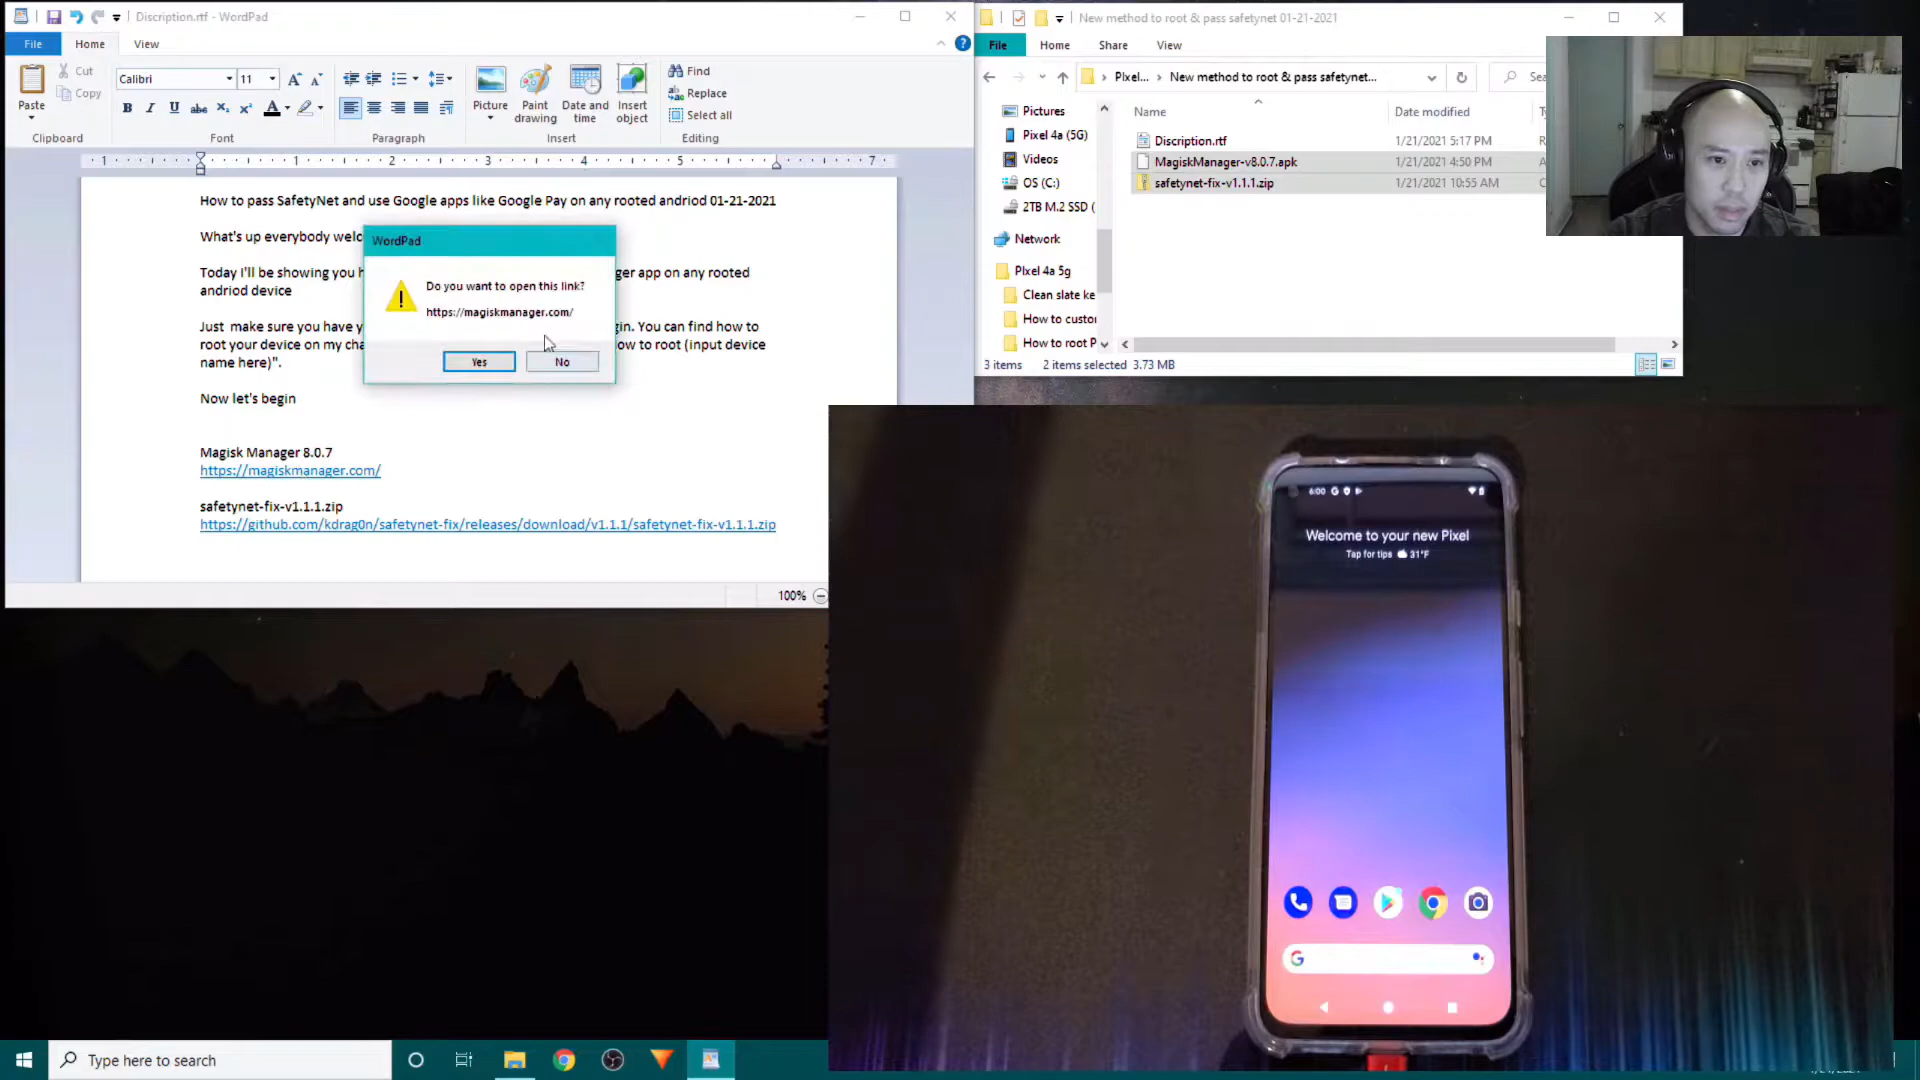 Discription.rtf - WordPad
File
Home
View
Paste
Cut
Copy
Clipboard
Calibri
11
Font
Paragraph
Picture
Paint drawing
Date and time
Insert object
Insert
Find
Replace
Select all
Editing
1 1 2 3 4 5 7
How to pass SafetyNet and use Google apps like Google Pay on any rooted andriod 01-21-2021
What's up everybody welc
Today I'll be showing you h ger app on any rooted
andriod device
Just make sure you have y gin. You can find how to
root your device on my cha ow to root (input device
name here)".
Now let's begin
Magisk Manager 8.0.7
https://magiskmanager.com/
safetynet-fix-v1.1.1.zip
https://github.com/kdrag0n/safetynet-fix/releases/download/v1.1.1/safetynet-fix-v1.1.1.zip
100%
WordPad
Do you want to open this link?
https://magiskmanager.com/
Yes
No
New method to root & pass safetynet 01-21-2021
File
Home
Share
View
PIxel...
New method to root & pass safetynet...
Sea
Name
Date modified
Pictures
Pixel 4a (5G)
Videos
OS (C:)
2TB M.2 SSD (
Network
PIxel 4a 5g
Clean slate ke
How to custo
How to root P
Discription.rtf 1/21/2021 5:17 PM
MagiskManager-v8.0.7.apk 1/21/2021 4:50 PM
safetynet-fix-v1.1.1.zip 1/21/2021 10:55 AM
3 items
2 items selected 3.73 MB
6:00
Welcome to your new Pixel
Tap for tips 31°F
Type here to search